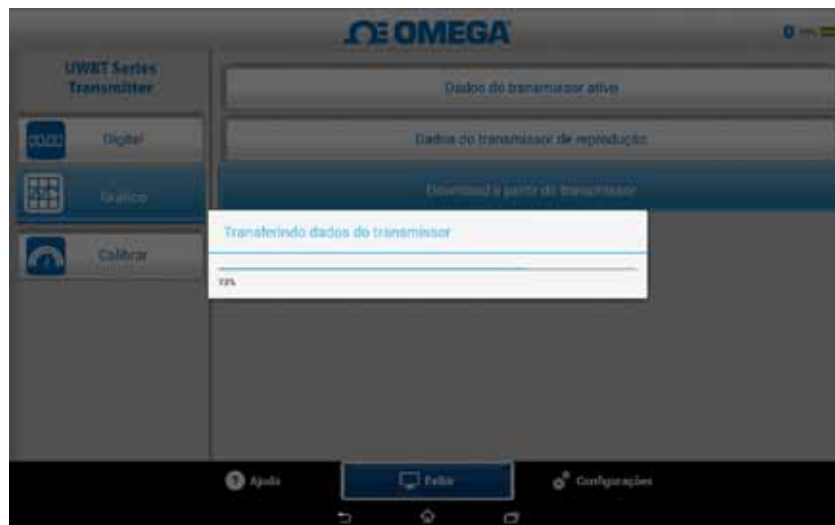 OMEGA
UWBT Series
Transmitter
Dados do transmissor ativo
Digital
Dados do transmissor de reprodução
Gráfico
Download a partir do transmissor
Transferindo dados do transmissor
Calibrar
Ajuda
Exibir
Configurações